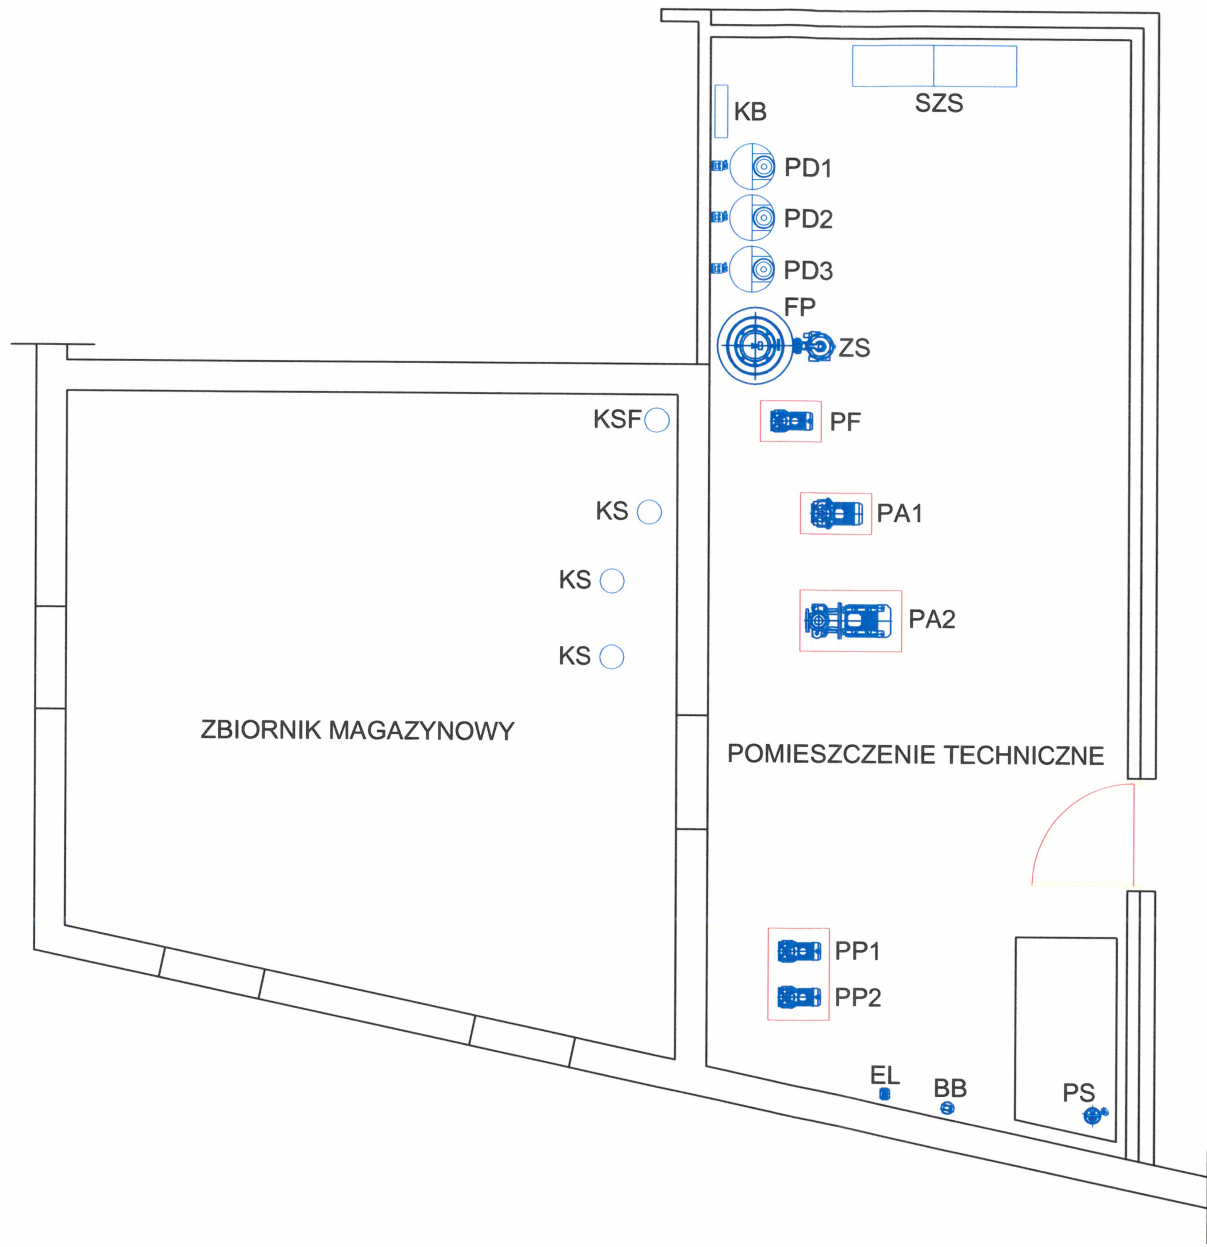 SZS
KB
PD1
PD2
PD3
FP
ZS
KSF
PF
KS
PA1
KS
PA2
KS
ZBIORNIK MAGAZYNOWY
POMIESZCZENIE TECHNICZNE
PP1
PP2
EL
BB
PS